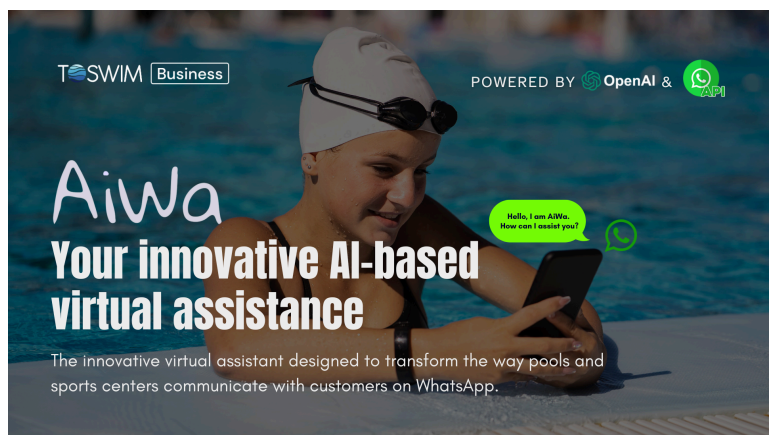 TOSWIM Business
POWERED BY OpenAI &
API
AiWa
Hello, I am AiWa.
How can I assist you?
Your innovative AI-based
virtual assistance
The innovative virtual assistant designed to transform the way pools and
sports centers communicate with customers on WhatsApp.